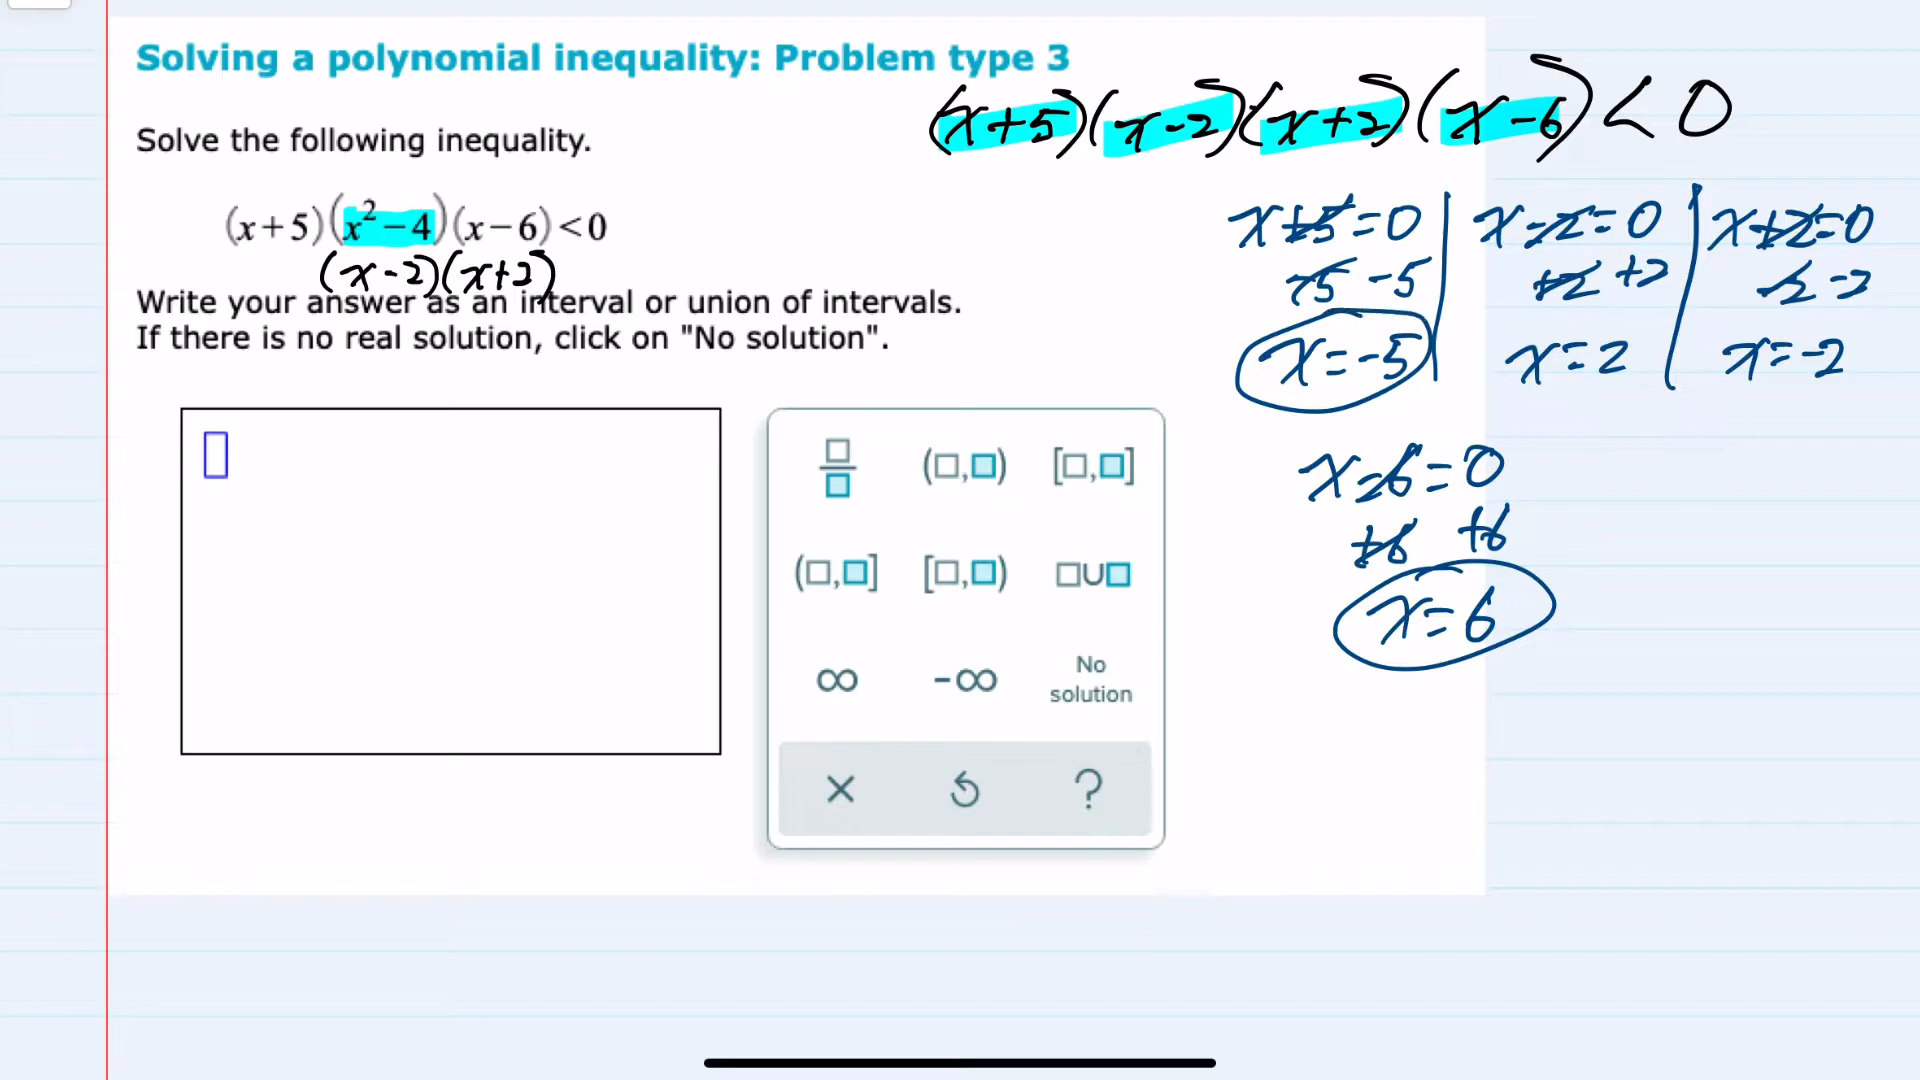 Solving a polynomial inequality: Problem type 3
(x+5)(x-2)(x+2)(x-6)<0
Solve the following inequality.
(x+5)(x²-4)(x-6)<0
(x-2)(x+2)
Write your answer as an interval or union of intervals.
If there is no real solution, click on "No solution".
x+5=0 x-2=0 x+2=0
-5 -5 +2 +2 -2 -2
x=-5 x=2 x=-2
x-6=0
+6 +6
x=6
(□,□) [□,□]
(□,□] [□,□) □∪□
∞ -∞ No
solution
× ?